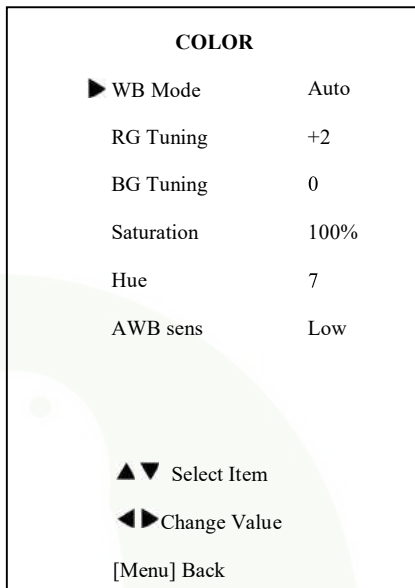 COLOR
▶ WB Mode Auto
RG Tuning +2
BG Tuning 0
Saturation 100%
Hue 7
AWB sens Low
▲▼ Select Item
◀▶Change Value
[Menu] Back